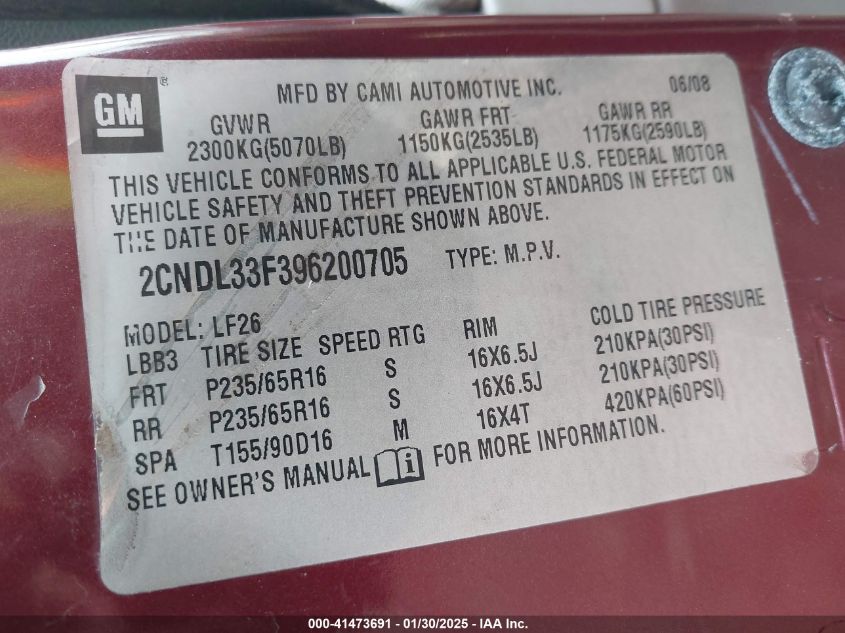 GM ®
MFD BY CAMI AUTOMOTIVE INC. 06/08
GVWR GAWR FRT GAWR RR
2300KG(5070LB) 1150KG(2535LB) 1175KG(2590LB)
THIS VEHICLE CONFORMS TO ALL APPLICABLE U.S. FEDERAL MOTOR
VEHICLE SAFETY AND THEFT PREVENTION STANDARDS IN EFFECT ON
THE DATE OF MANUFACTURE SHOWN ABOVE.
2CNDL33F396200705 TYPE: M.P.V.
MODEL: LF26
LBB3 TIRE SIZE SPEED RTG RIM COLD TIRE PRESSURE
FRT P235/65R16 S 16X6.5J 210KPA(30PSI)
RR P235/65R16 S 16X6.5J 210KPA(30PSI)
SPA T155/90D16 M 16X4T 420KPA(60PSI)
SEE OWNER'S MANUAL FOR MORE INFORMATION.
000-41473691 - 01/30/2025 - IAA Inc.